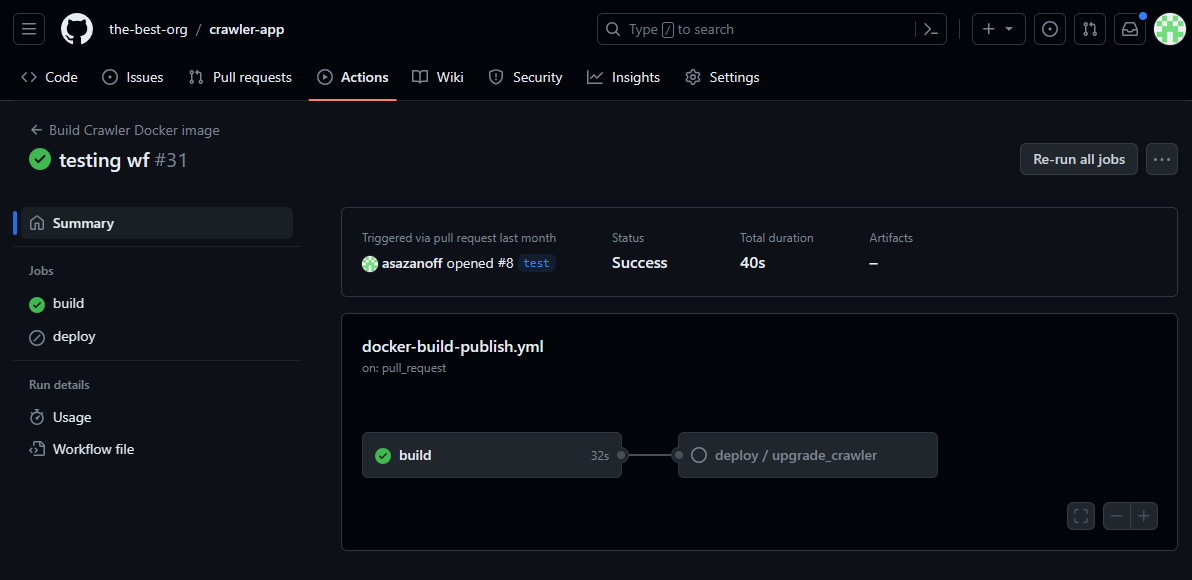 the-best-org / crawler-app
Type / to search
Code
Issues
Pull requests
Actions
Wiki
Security
Insights
Settings
Build Crawler Docker image
testing wf #31
Re-run all jobs
Summary
Jobs
build
deploy
Run details
Usage
Workflow file
Triggered via pull request last month
asazanoff opened #8 test
Status
Success
Total duration
40s
Artifacts
–
docker-build-publish.yml
on: pull_request
build 32s
deploy / upgrade_crawler